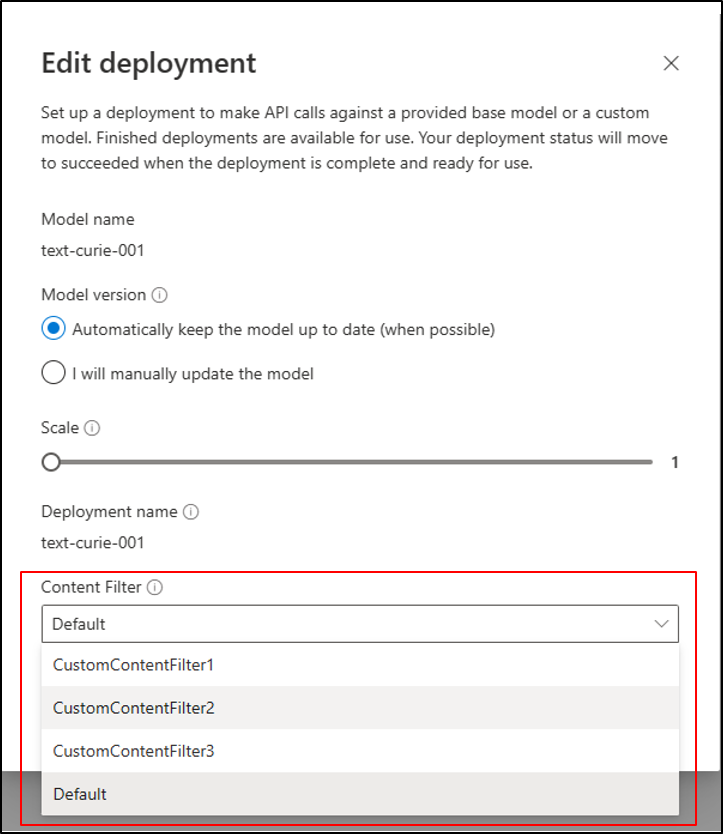 Edit deployment
Set up a deployment to make API calls against a provided base model or a custom
model. Finished deployments are available for use. Your deployment status will move
to succeeded when the deployment is complete and ready for use.
Model name
text-curie-001
Model version
Automatically keep the model up to date (when possible)
I will manually update the model
Scale
1
Deployment name
text-curie-001
Content Filter
Default
CustomContentFilter1
CustomContentFilter2
CustomContentFilter3
Default